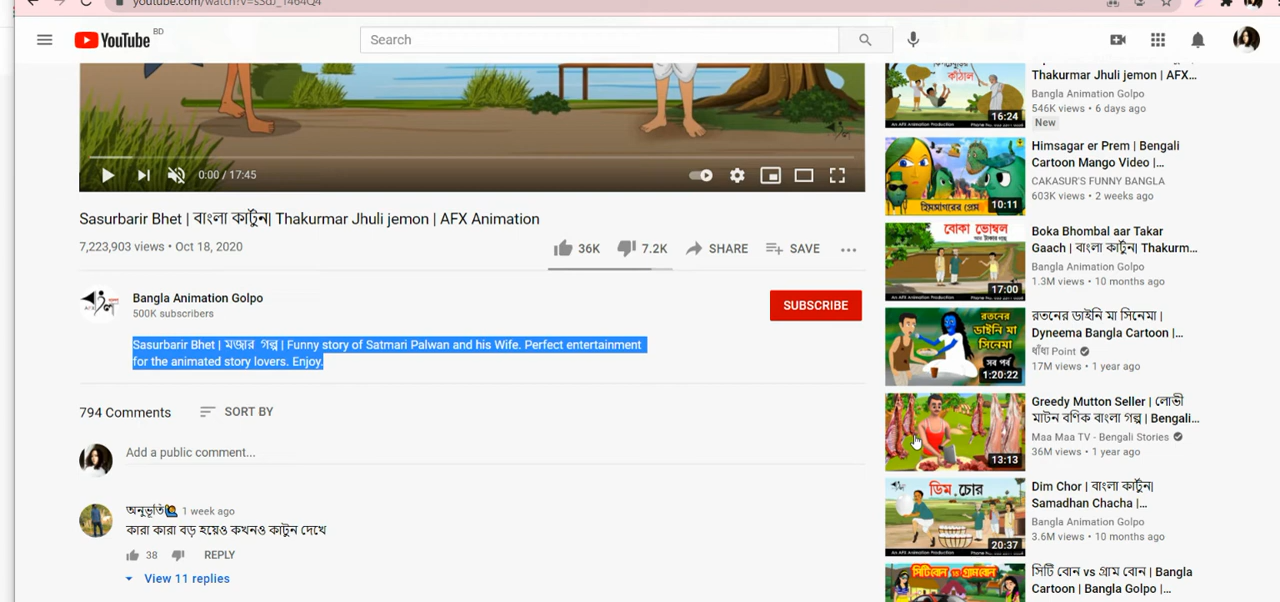 youtube.com/watch?v=
YouTube BD
Search
Sasurbarir Bhet | বাংলা কার্টুন| Thakurmar Jhuli jemon | AFX Animation
7,223,903 views • Oct 18, 2020
36K
7.2K
SHARE
SAVE
0:00 / 17:45
Bangla Animation Golpo
500K subscribers
SUBSCRIBE
Sasurbarir Bhet | মজার গল্প | Funny story of Satmari Palwan and his Wife. Perfect entertainment
for the animated story lovers. Enjoy.
794 Comments
SORT BY
Add a public comment...
অনুভূতি 1 week ago
কারা কারা বড় হয়েও কখনও কাটুন দেখে
38
REPLY
View 11 replies
কাঁঠাল
16:24
Thakurmar Jhuli jemon | AFX...
Bangla Animation Golpo
546K views • 6 days ago
New
হিমসাগরের প্রেম
10:11
Himsagar er Prem | Bengali
Cartoon Mango Video |...
CAKASUR'S FUNNY BANGLA
603K views • 2 weeks ago
বোকা ভোম্বল
17:00
Boka Bhombal aar Takar
Gaach | বাংলা কার্টুন| Thakurm...
Bangla Animation Golpo
1.3M views • 10 months ago
রতনের
ডাইনি মা
সিনেমা
সব পর্ব
1:20:22
রতনের ডাইনি মা সিনেমা |
Dyneema Bangla Cartoon |...
ধাঁধা Point
17M views • 1 year ago
13:13
Greedy Mutton Seller | লোভী
মাটন বণিক বাংলা গল্প | Bengali...
Maa Maa TV - Bengali Stories
36M views • 1 year ago
ডিম চোর
20:37
Dim Chor | বাংলা কার্টুন|
Samadhan Chacha |...
Bangla Animation Golpo
3.6M views • 10 months ago
সিটি বোন vs গ্রাম বোন | Bangla
Cartoon | Bangla Golpo |...